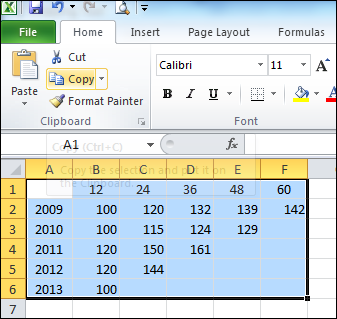 File Home Insert Page Layout Formulas
Cut
Copy
Format Painter
Paste
Clipboard
Calibri 11
B I U A
Font
A1 fx
Copy (Ctrl+C)
Copy the selection and put it on
the Clipboard.
A B C D E F
1 12 24 36 48 60
2 2009 100 120 132 139 142
3 2010 100 115 124 129
4 2011 120 150 161
5 2012 120 144
6 2013 100
7